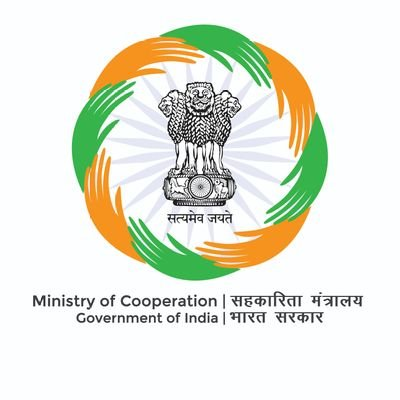 सत्यमेव जयते
Ministry of Cooperation | सहकारिता मंत्रालय
Government of India | भारत सरकार